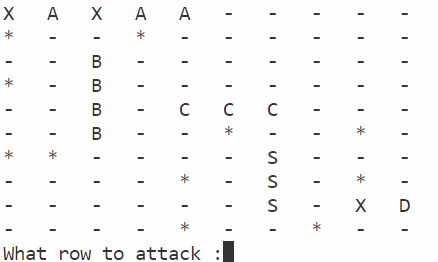 X A X A A - - - - -
* - - * - - - - - -
- - B - - - - - - -
* - B - - - - - - -
- - B - C C C - - -
- - B - - * - - * -
* * - - - - S - - -
- - - - * - S - * -
- - - - - - S - X D
- - - - * - - * - -
What row to attack :